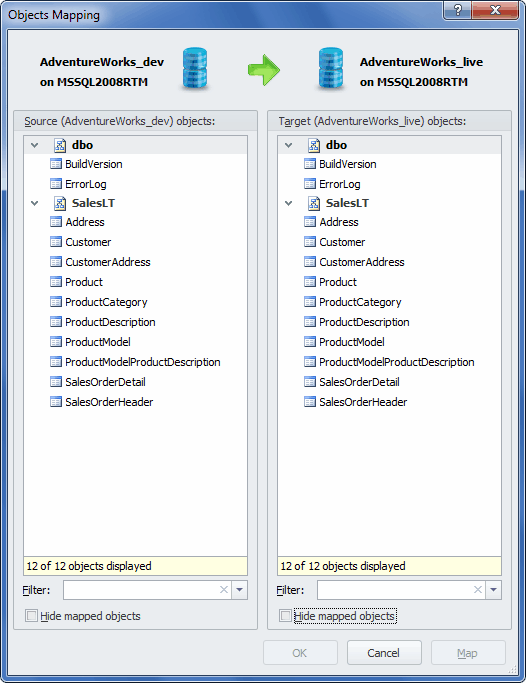 Objects Mapping
?
AdventureWorks_dev
on MSSQL2008RTM
AdventureWorks_live
on MSSQL2008RTM
Source (AdventureWorks_dev) objects:
dbo
BuildVersion
ErrorLog
SalesLT
Address
Customer
CustomerAddress
Product
ProductCategory
ProductDescription
ProductModel
ProductModelProductDescription
SalesOrderDetail
SalesOrderHeader
12 of 12 objects displayed
Filter:
Hide mapped objects
Target (AdventureWorks_live) objects:
dbo
BuildVersion
ErrorLog
SalesLT
Address
Customer
CustomerAddress
Product
ProductCategory
ProductDescription
ProductModel
ProductModelProductDescription
SalesOrderDetail
SalesOrderHeader
12 of 12 objects displayed
Filter:
Hide mapped objects
OK
Cancel
Map